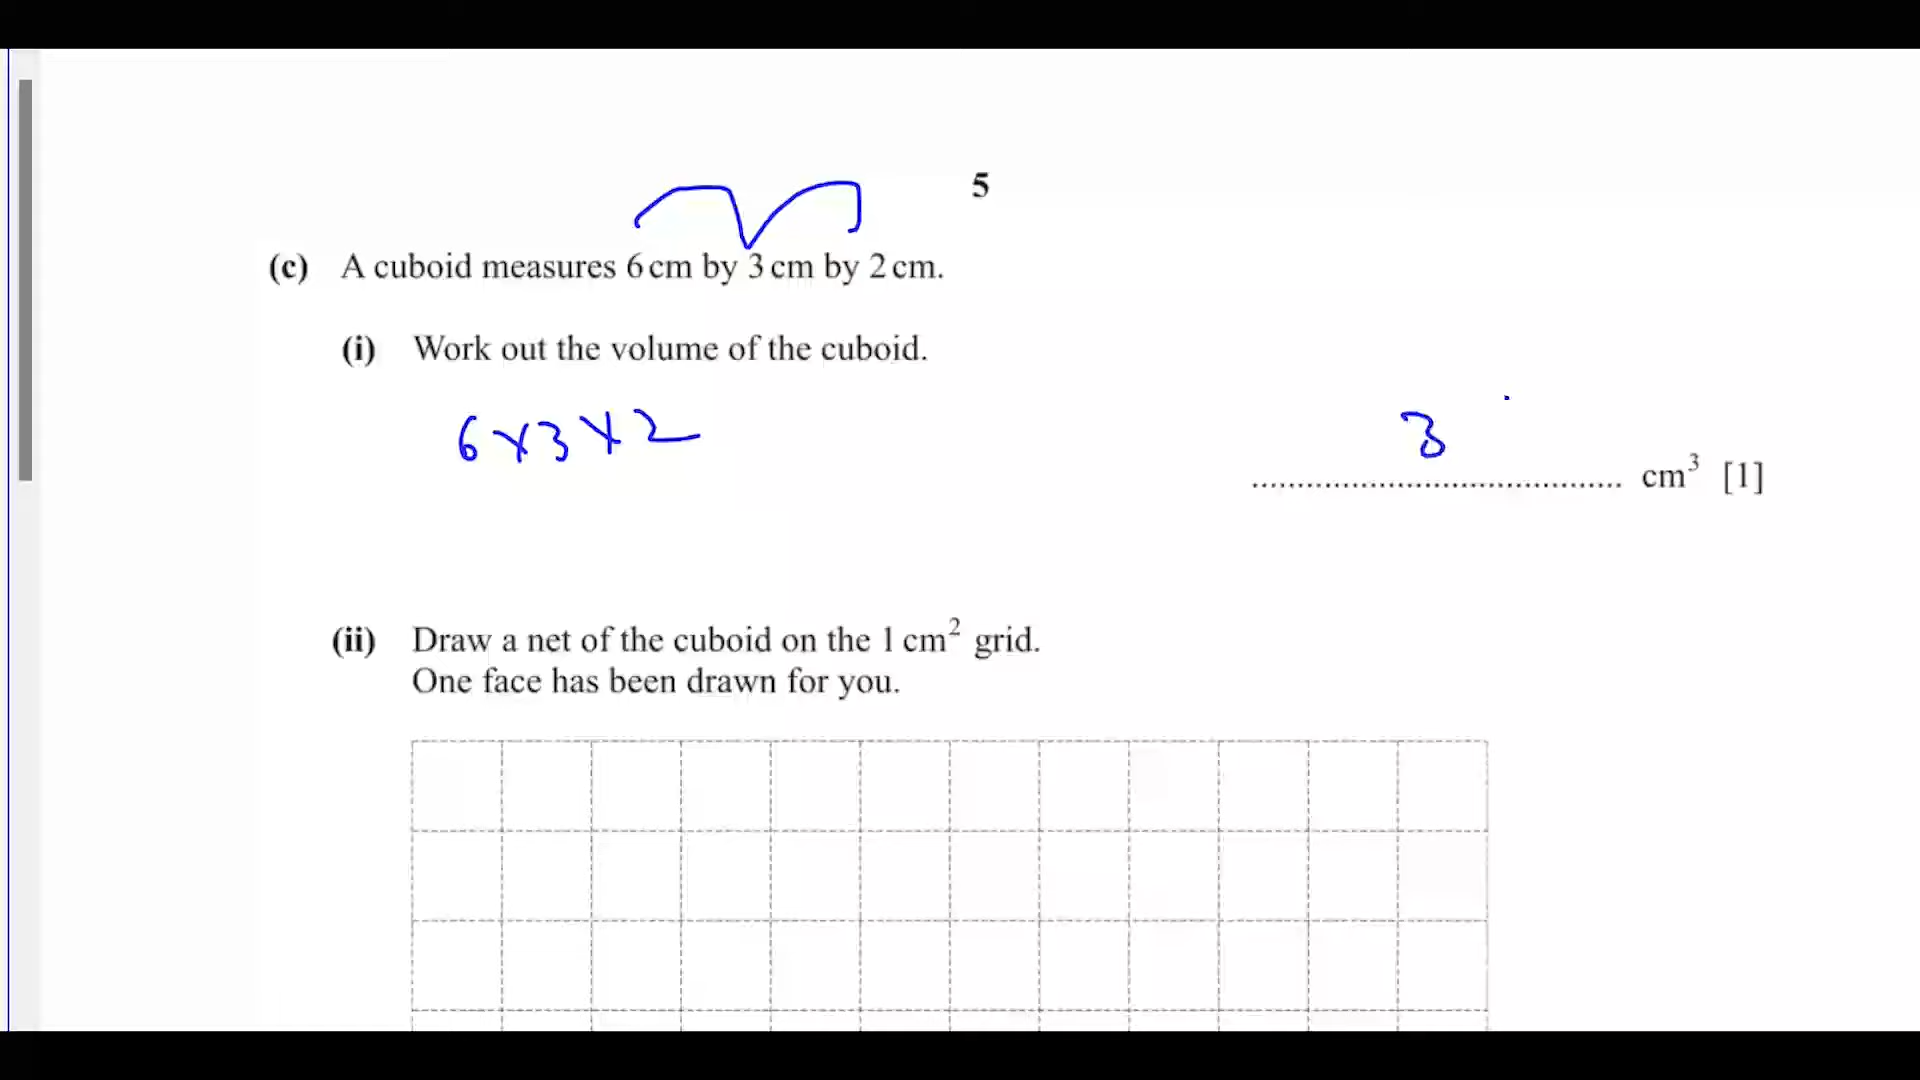 5
(c) A cuboid measures 6 cm by 3 cm by 2 cm.
(i) Work out the volume of the cuboid.
6 × 3 × 2
3
.......................................... cm³ [1]
(ii) Draw a net of the cuboid on the 1 cm² grid.
One face has been drawn for you.